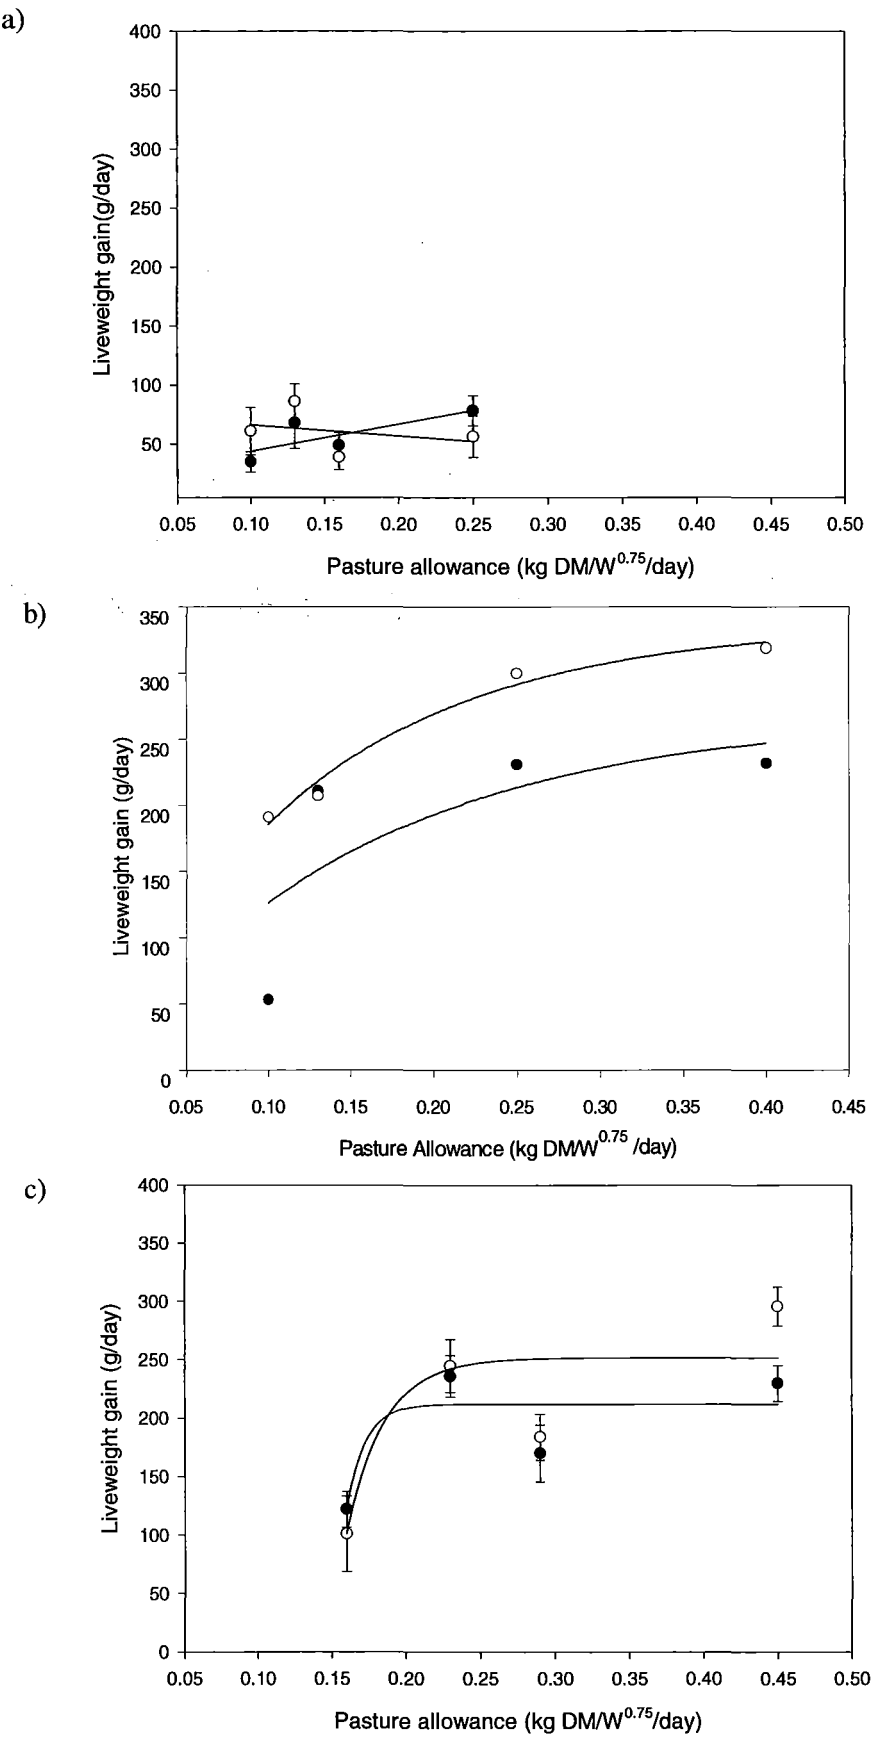 a)
400
350
300
250
200
150
100
50
Liveweight gain(g/day)
0.05 0.10 0.15 0.20 0.25 0.30 0.35 0.40 0.45 0.50
Pasture allowance (kg DM/W^0.75/day)
b)
350
300
250
200
150
100
50
0
Liveweight gain (g/day)
0.05 0.10 0.15 0.20 0.25 0.30 0.35 0.40 0.45
Pasture Allowance (kg DM/W^0.75 /day)
c)
400
350
300
250
200
150
100
50
0
Liveweight gain (g/day)
0.05 0.10 0.15 0.20 0.25 0.30 0.35 0.40 0.45 0.50
Pasture allowance (kg DM/W^0.75/day)